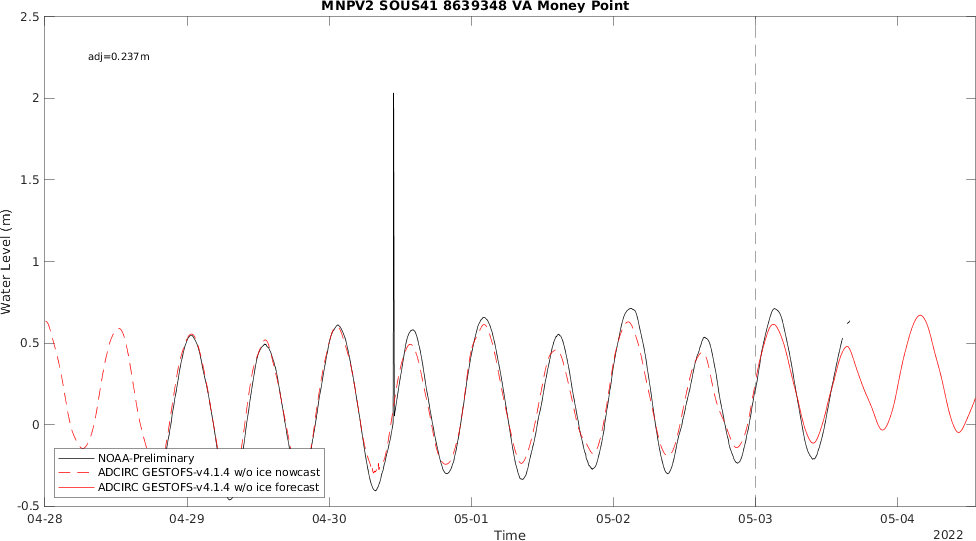 MNPV2 SOUS41 8639348 VA Money Point
2.5
adj=0.237m
2
1.5
1
0.5
0
-0.5
Water Level (m)
NOAA-Preliminary
ADCIRC GESTOFS-v4.1.4 w/o ice nowcast
ADCIRC GESTOFS-v4.1.4 w/o ice forecast
04-28 04-29 04-30 05-01 05-02 05-03 05-04
Time
2022